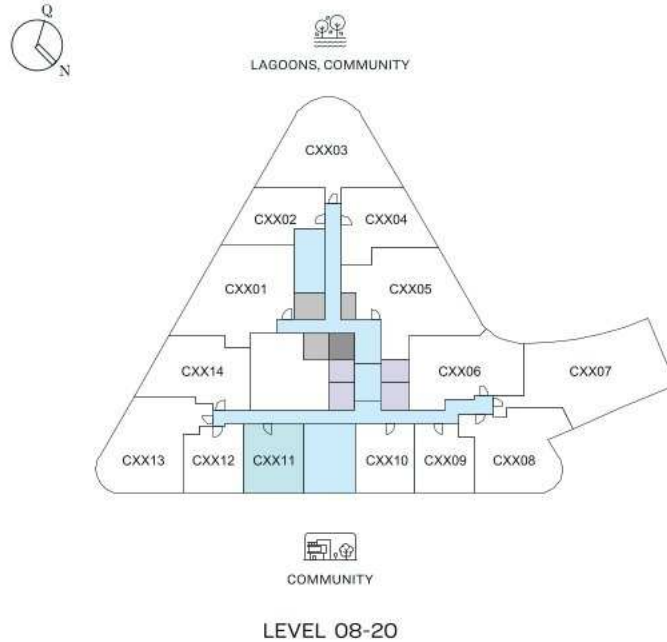 Q
N
LAGOONS, COMMUNITY
CXX03
CXX02
CXX04
CXX01
CXX05
CXX14
CXX06
CXX07
CXX13
CXX12
CXX11
CXX10
CXX09
CXX08
COMMUNITY
LEVEL 08-20